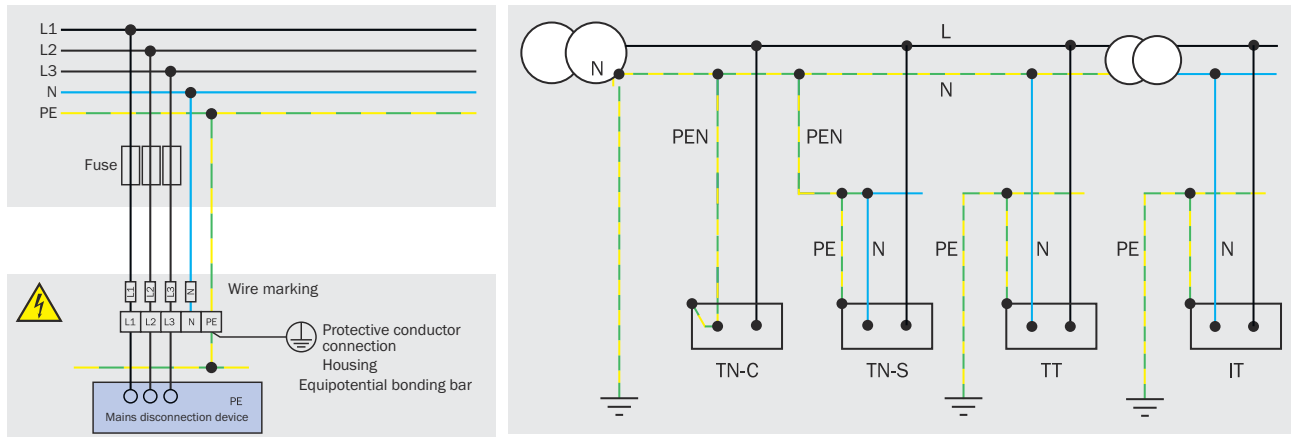 L1
L2
L3
N
PE
Fuse
L1 L2 L3 N
Wire marking
L1 L2 L3 N PE
Protective conductor
connection
Housing
Equipotential bonding bar
PE
Mains disconnection device
L
N
N
PEN
PEN
PE
N
PE
N
PE
N
TN-C
TN-S
TT
IT